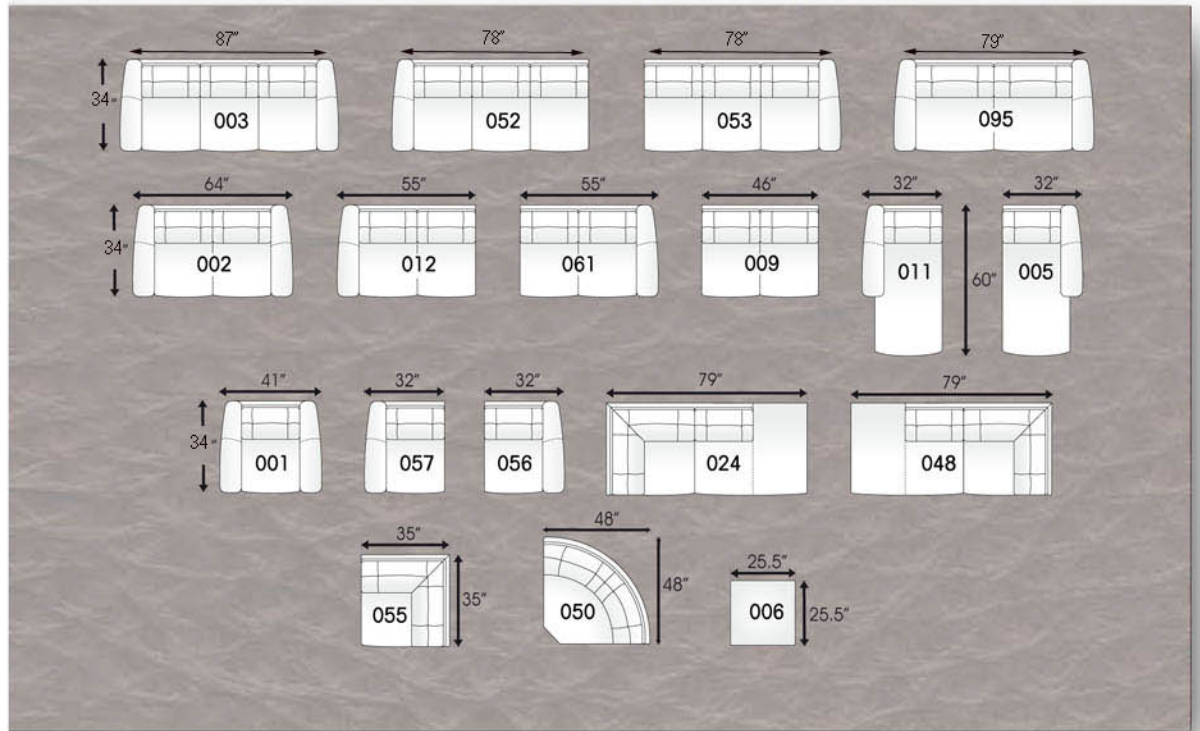 87" 78" 78" 79"
34"
003 052 053 095
64" 55" 55" 46" 32" 32"
34"
002 012 061 009 011 005
60"
41" 32" 32" 79" 79"
34"
001 057 056 024 048
35" 48" 25.5"
055 35" 050 48" 006 25.5"